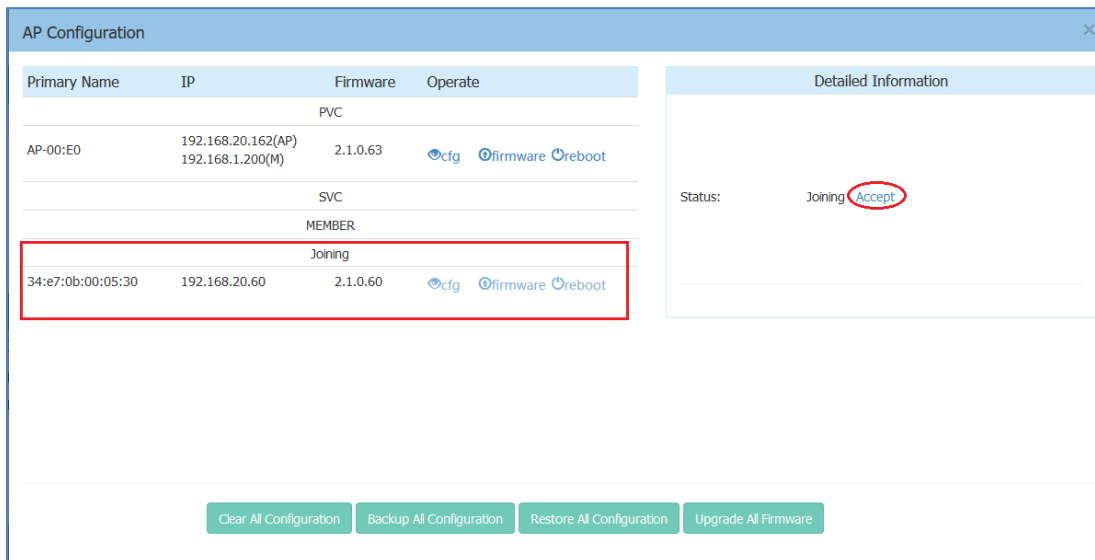 AP Configuration ×
Primary Name IP Firmware Operate
PVC
AP-00:E0 192.168.20.162(AP) 192.168.1.200(M) 2.1.0.63 cfg firmware reboot
SVC
MEMBER
Joining
34:e7:0b:00:05:30 192.168.20.60 2.1.0.60 cfg firmware reboot
Detailed Information
Status: Joining Accept
Clear All Configuration Backup All Configuration Restore All Configuration Upgrade All Firmware